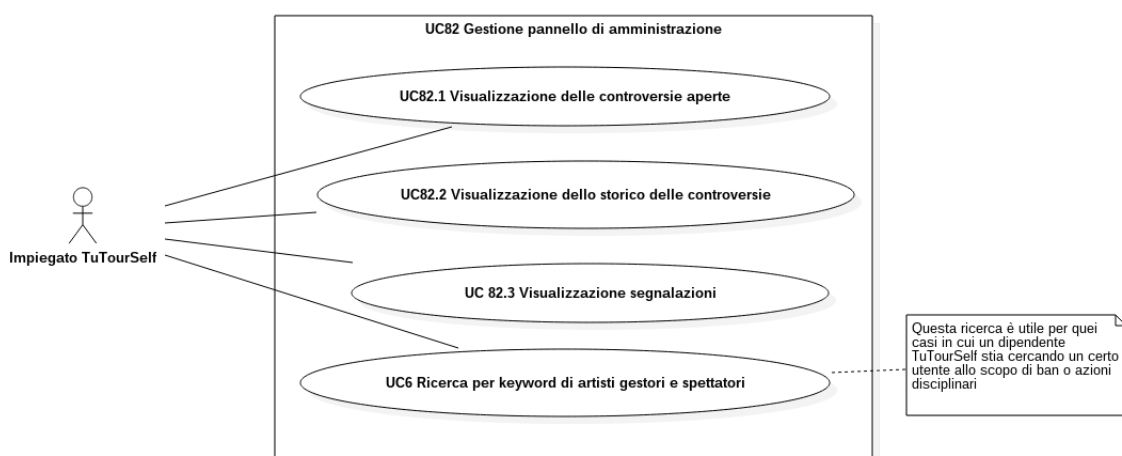 UC82 Gestione pannello di amministrazione
UC82.1 Visualizzazione delle controversie aperte
UC82.2 Visualizzazione dello storico delle controversie
Impiegato TuTourSelf
UC 82.3 Visualizzazione segnalazioni
UC6 Ricerca per keyword di artisti gestori e spettatori
Questa ricerca è utile per quei
casi in cui un dipendente
TuTourSelf stia cercando un certo
utente allo scopo di ban o azioni
disciplinari